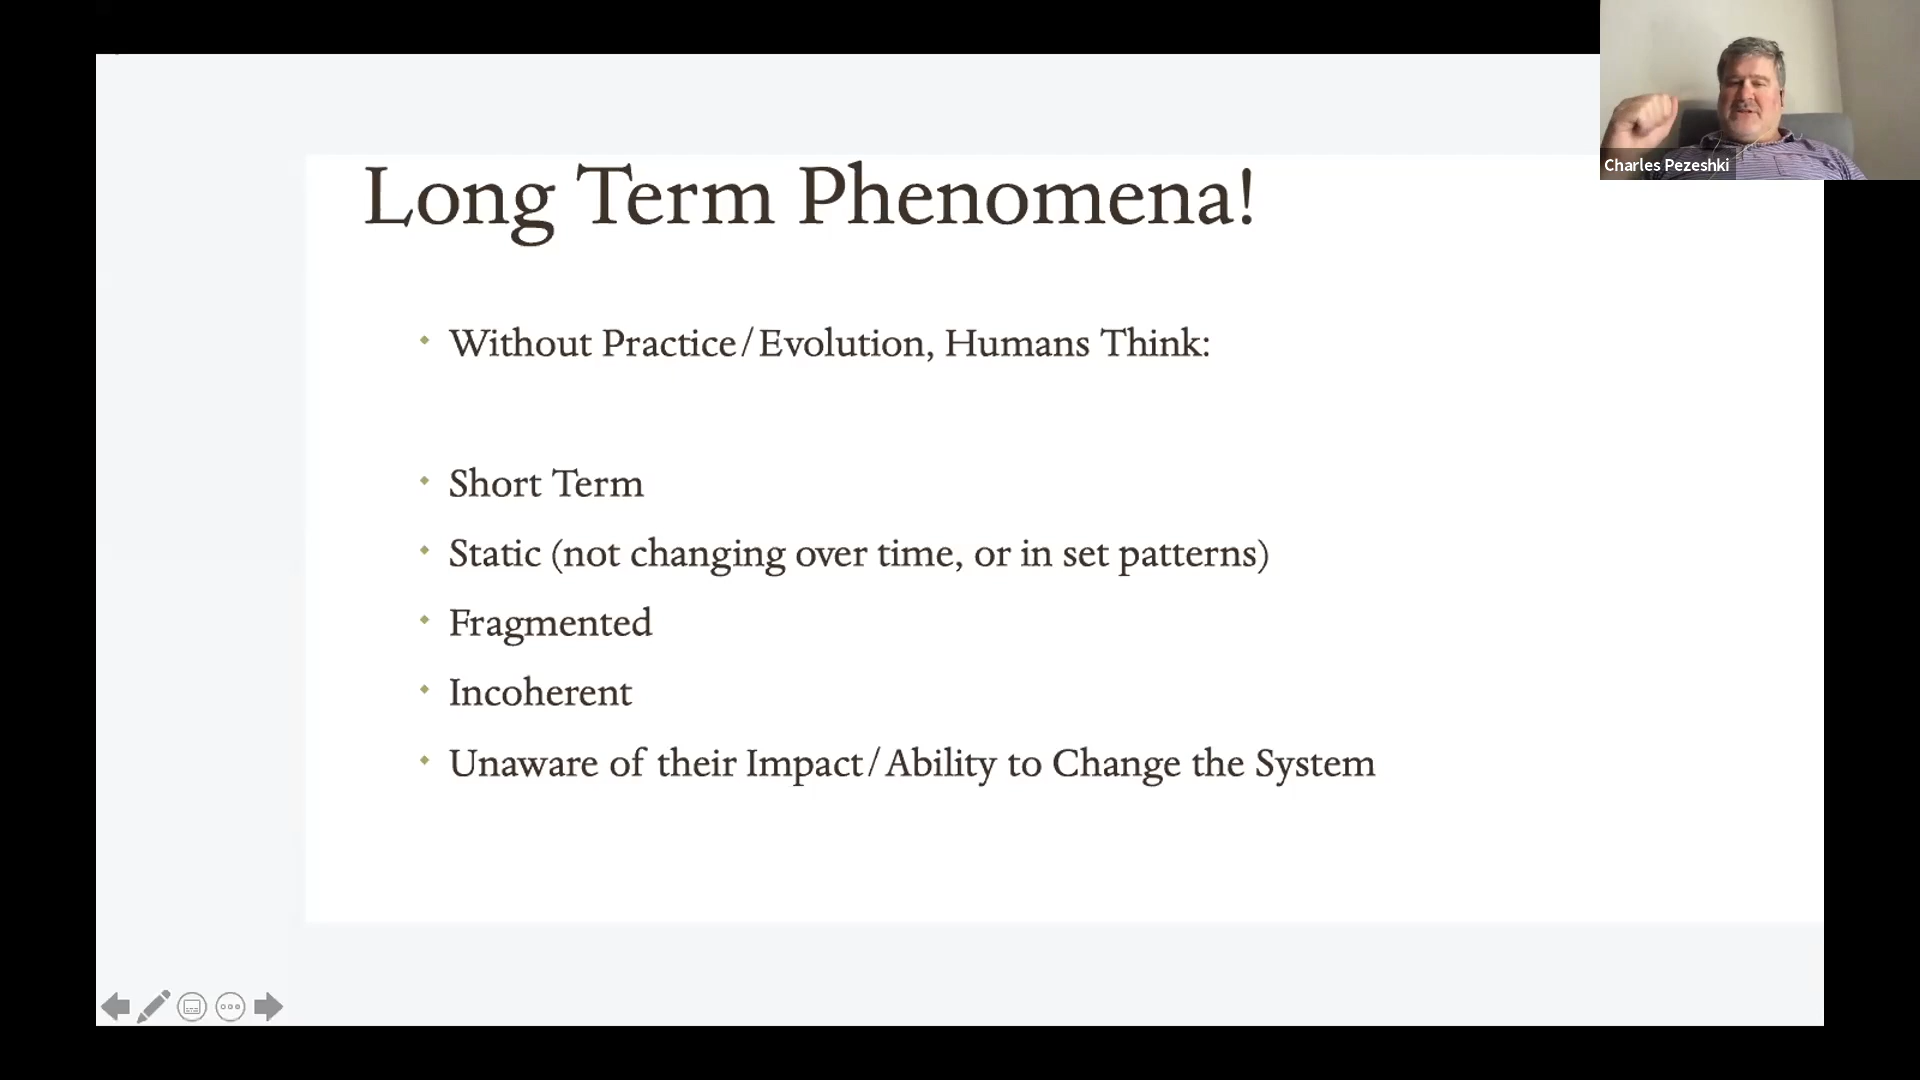 Long Term Phenomena!
Charles Pezeshki
Without Practice/Evolution, Humans Think:
Short Term
Static (not changing over time, or in set patterns)
Fragmented
Incoherent
Unaware of their Impact/Ability to Change the System